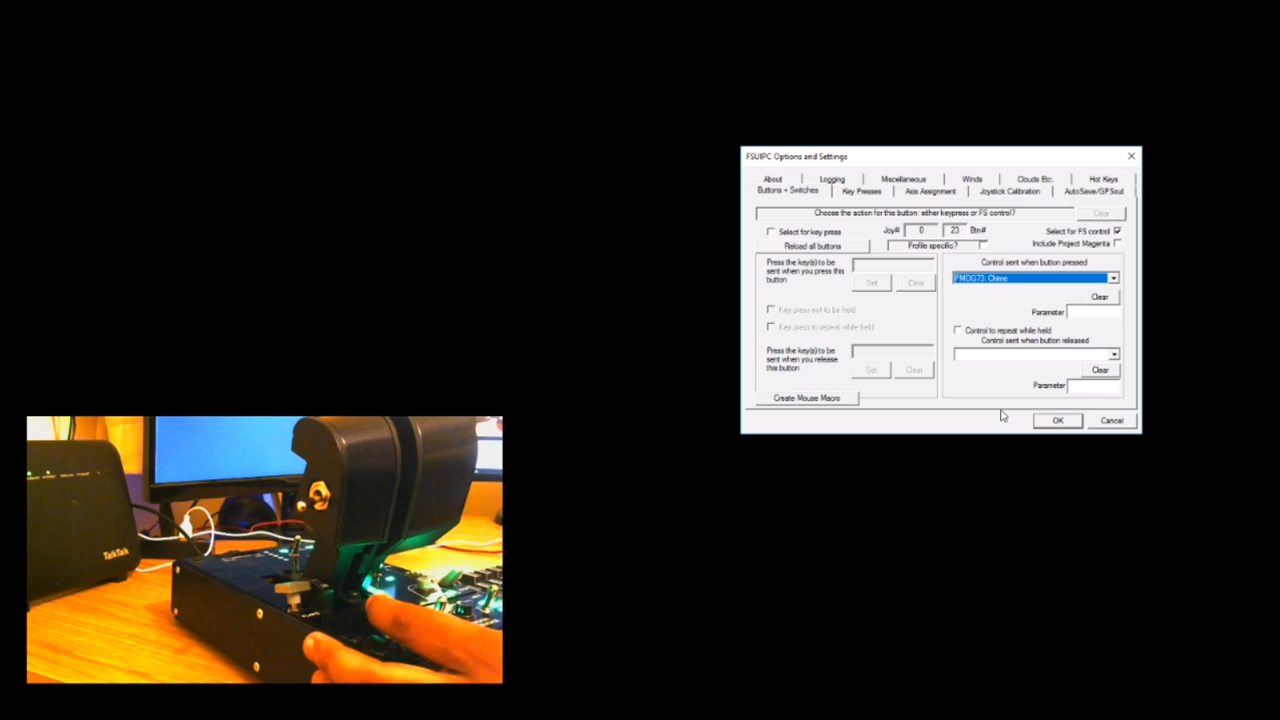 FSUIPC Options and Settings
About
Logging
Miscellaneous
Winds
Clouds Etc.
Hot Keys
Buttons + Switches
Key Presses
Axis Assignment
Joystick Calibration
AutoSave/GPSout
Choose the action for this button: either keypress or FS control?
Clear
Select for key press
Joy#
0
23
Btn#
Select for FS control
Reload all buttons
Profile specific?
Include Project Magenta
Press the key(s) to be
sent when you press this
button
Set
Clear
Control sent when button pressed
PMDG73: Chime
Clear
Parameter
Key press not to be held
Key press to repeat while held
Control to repeat while held
Control sent when button released
Press the key(s) to be
sent when you release
this button
Set
Clear
Clear
Parameter
Create Mouse Macro
OK
Cancel
TalkTalk